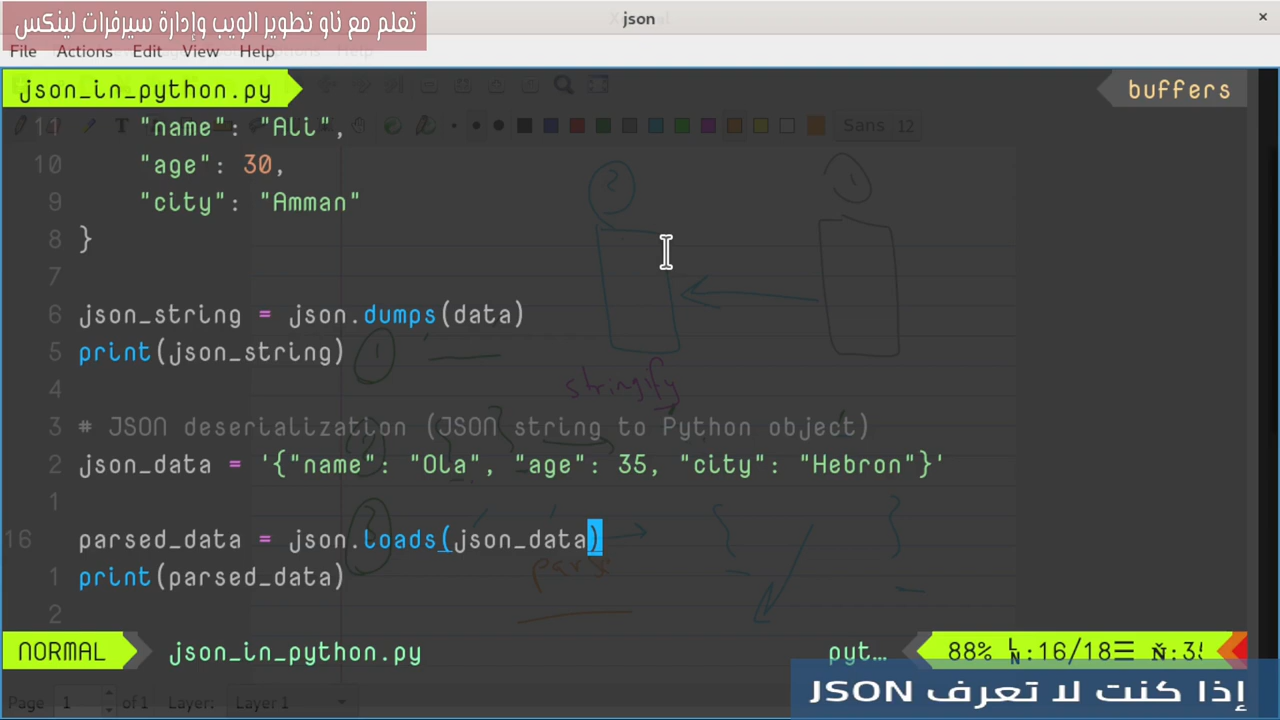 تعلم مع ناو تطوير الويب وإدارة سيرفرات لينكس
json
File Actions Edit View Help
json_in_python.py
buffers
Sans 12
11 "name": "Ali",
10 "age": 30,
9 "city": "Amman"
8 }
7
6 json_string = json.dumps(data)
5 print(json_string)
4
3 # JSON deserialization (JSON string to Python object)
2 json_data = '{"name": "Ola", "age": 35, "city": "Hebron"}'
1
16 parsed_data = json.loads(json_data)
1 print(parsed_data)
2
2
1
1
stringify
parse
NORMAL json_in_python.py pyt… 88% LN:16/18
Page 1 of 1 Layer: Layer 1
إذا كنت لا تعرف JSON